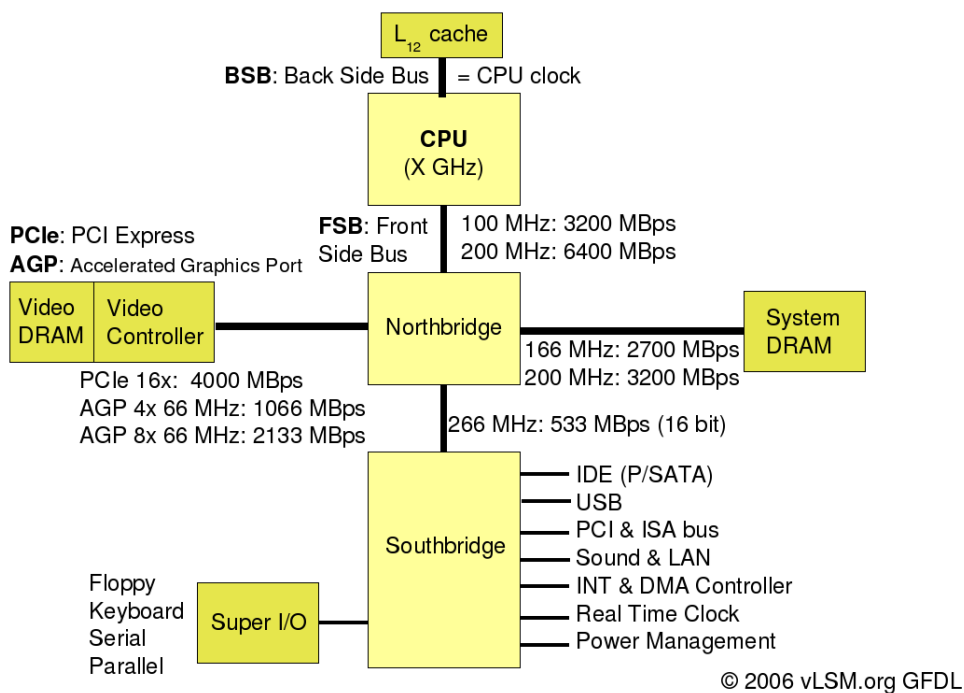 L12 cache
BSB: Back Side Bus = CPU clock
CPU
(X GHz)
FSB: Front
Side Bus
100 MHz: 3200 MBps
200 MHz: 6400 MBps
PCIe: PCI Express
AGP: Accelerated Graphics Port
Video
DRAM
Video
Controller
Northbridge
System
DRAM
166 MHz: 2700 MBps
200 MHz: 3200 MBps
PCIe 16x: 4000 MBps
AGP 4x 66 MHz: 1066 MBps
AGP 8x 66 MHz: 2133 MBps
266 MHz: 533 MBps (16 bit)
Southbridge
IDE (P/SATA)
USB
PCI & ISA bus
Sound & LAN
INT & DMA Controller
Real Time Clock
Power Management
Floppy
Keyboard
Serial
Parallel
Super I/O
© 2006 vLSM.org GFDL